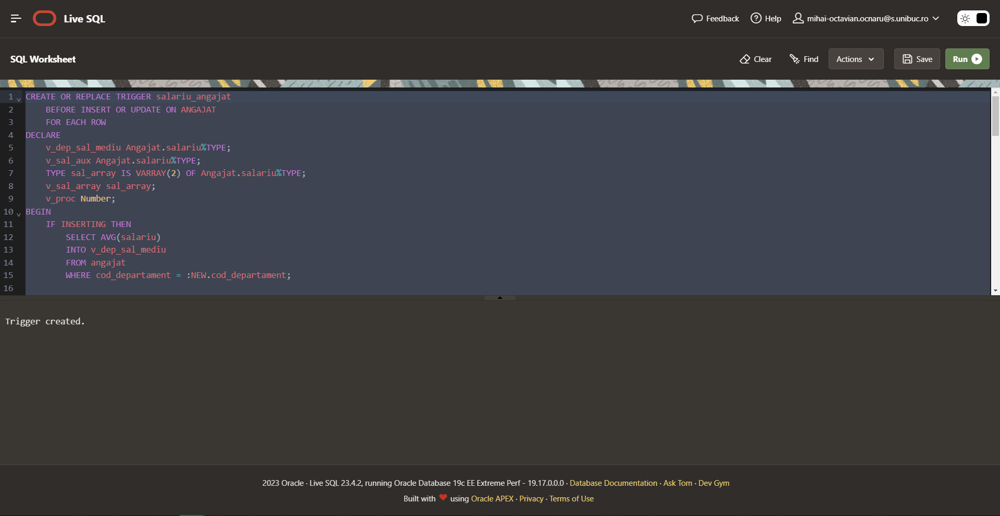 Live SQL
Feedback
Help
mihai-octavian.ocnaru@s.unibuc.ro
SQL Worksheet
Clear
Find
Actions
Save
Run
1 CREATE OR REPLACE TRIGGER salariu_angajat
2 BEFORE INSERT OR UPDATE ON ANGAJAT
3 FOR EACH ROW
4 DECLARE
5 v_dep_sal_mediu Angajat.salariu%TYPE;
6 v_sal_aux Angajat.salariu%TYPE;
7 TYPE sal_array IS VARRAY(2) OF Angajat.salariu%TYPE;
8 v_sal_array sal_array;
9 v_proc Number;
10 BEGIN
11 IF INSERTING THEN
12 SELECT AVG(salariu)
13 INTO v_dep_sal_mediu
14 FROM angajat
15 WHERE cod_departament = :NEW.cod_departament;
16
Trigger created.
2023 Oracle · Live SQL 23.4.2, running Oracle Database 19c EE Extreme Perf - 19.17.0.0.0 · Database Documentation · Ask Tom · Dev Gym
Built with ❤ using Oracle APEX · Privacy · Terms of Use